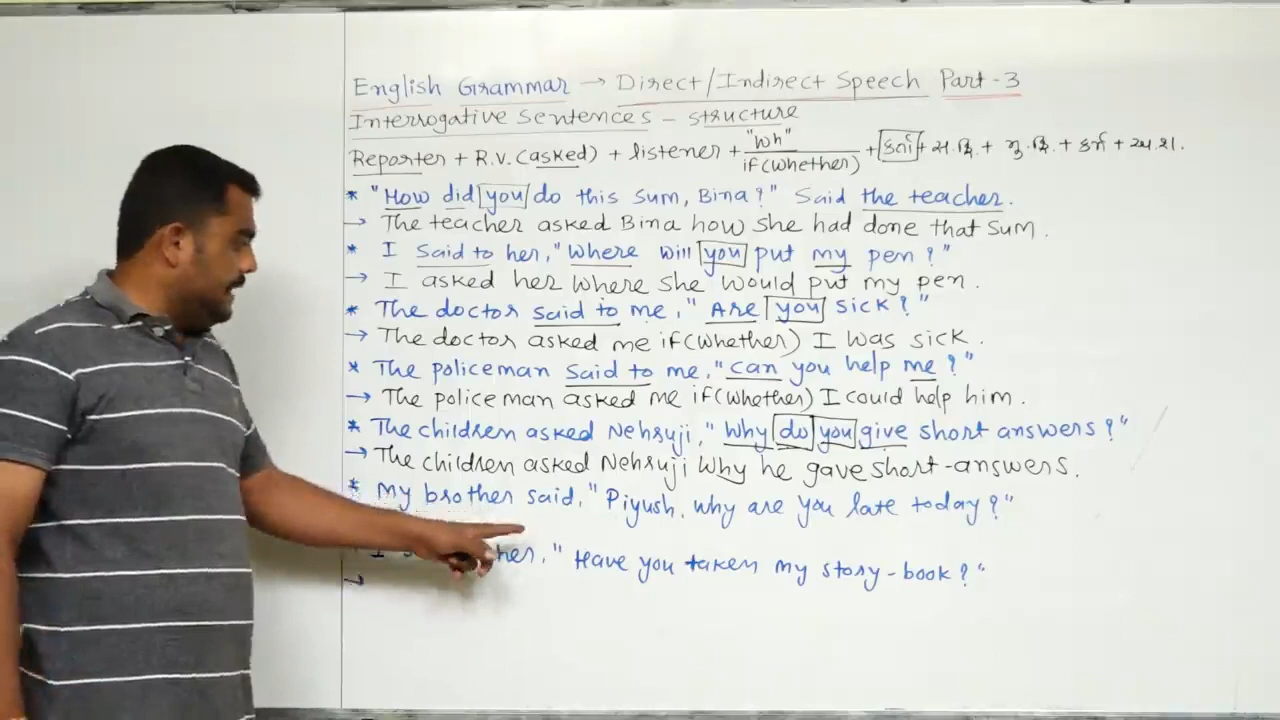 English Grammar → Direct/Indirect Speech Part-3
Interrogative Sentences - structure
Reporter + R.V.(asked) + listener + "Wh" / if(whether) + કર્તા + સ.ક્રિ. + મુ.ક્રિ. + કર્મ + અ.શ.
* "How did you do this sum, Bina?" Said the teacher.
→ The teacher asked Bina how she had done that sum.
* I Said to her, "Where will you put my pen?"
→ I asked her where she would put my pen.
* The doctor said to me, "Are you sick?"
→ The doctor asked me if(whether) I was sick.
* The policeman said to me, "can you help me?"
→ The policeman asked me if(whether) I could help him.
* The children asked Nehruji, "Why do you give short answers?"
→ The children asked Nehruji why he gave short-answers.
* My brother said, "Piyush, why are you late today?"
her, "Have you taken my story-book?"
→